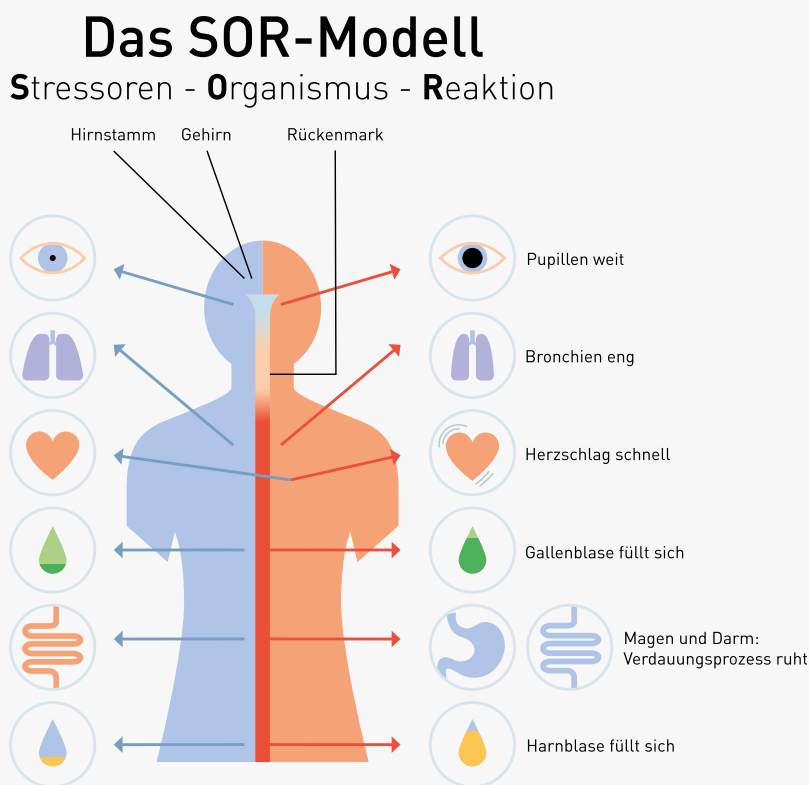 Das SOR-Modell
Stressoren - Organismus - Reaktion
Hirnstamm Gehirn Rückenmark
Pupillen weit
Bronchien eng
Herzschlag schnell
Gallenblase füllt sich
Magen und Darm:
Verdauungsprozess ruht
Harnblase füllt sich